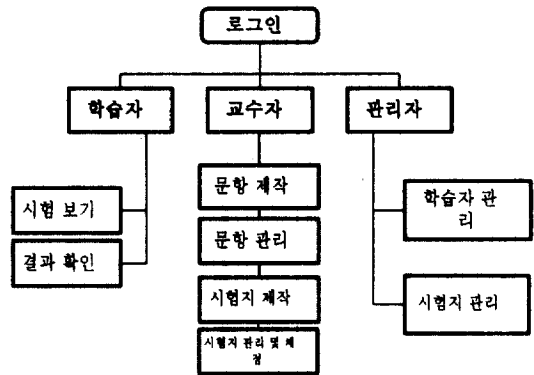 로그인
학습자
교수자
관리자
시험 보기
결과 확인
문항 제작
문항 관리
시험지 제작
시험지 관리 및 채
점
학습자 관
리
시험지 관리